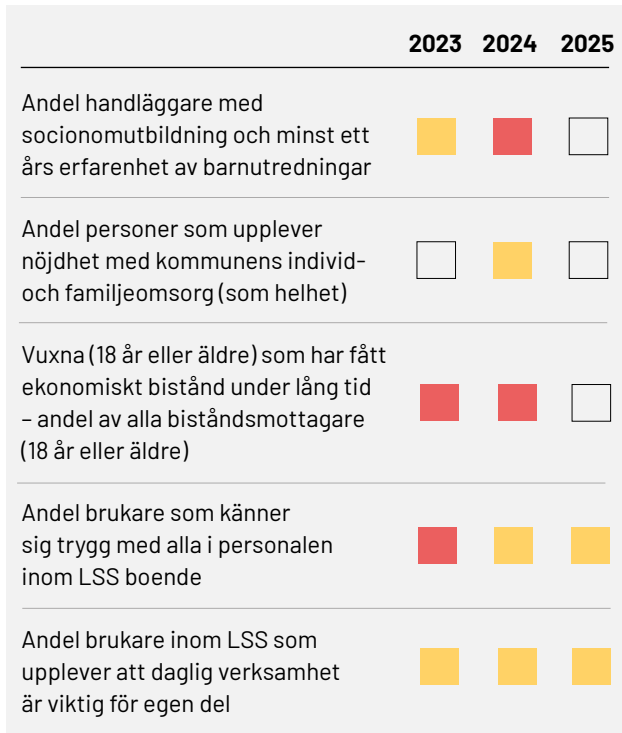 2023 2024 2025
Andel handläggare med
socionomutbildning och minst ett
års erfarenhet av barnutredningar
Andel personer som upplever
nöjdhet med kommunens individ-
och familjeomsorg (som helhet)
Vuxna (18 år eller äldre) som har fått
ekonomiskt bistånd under lång tid
– andel av alla biståndsmottagare
(18 år eller äldre)
Andel brukare som känner
sig trygg med alla i personalen
inom LSS boende
Andel brukare inom LSS som
upplever att daglig verksamhet
är viktig för egen del